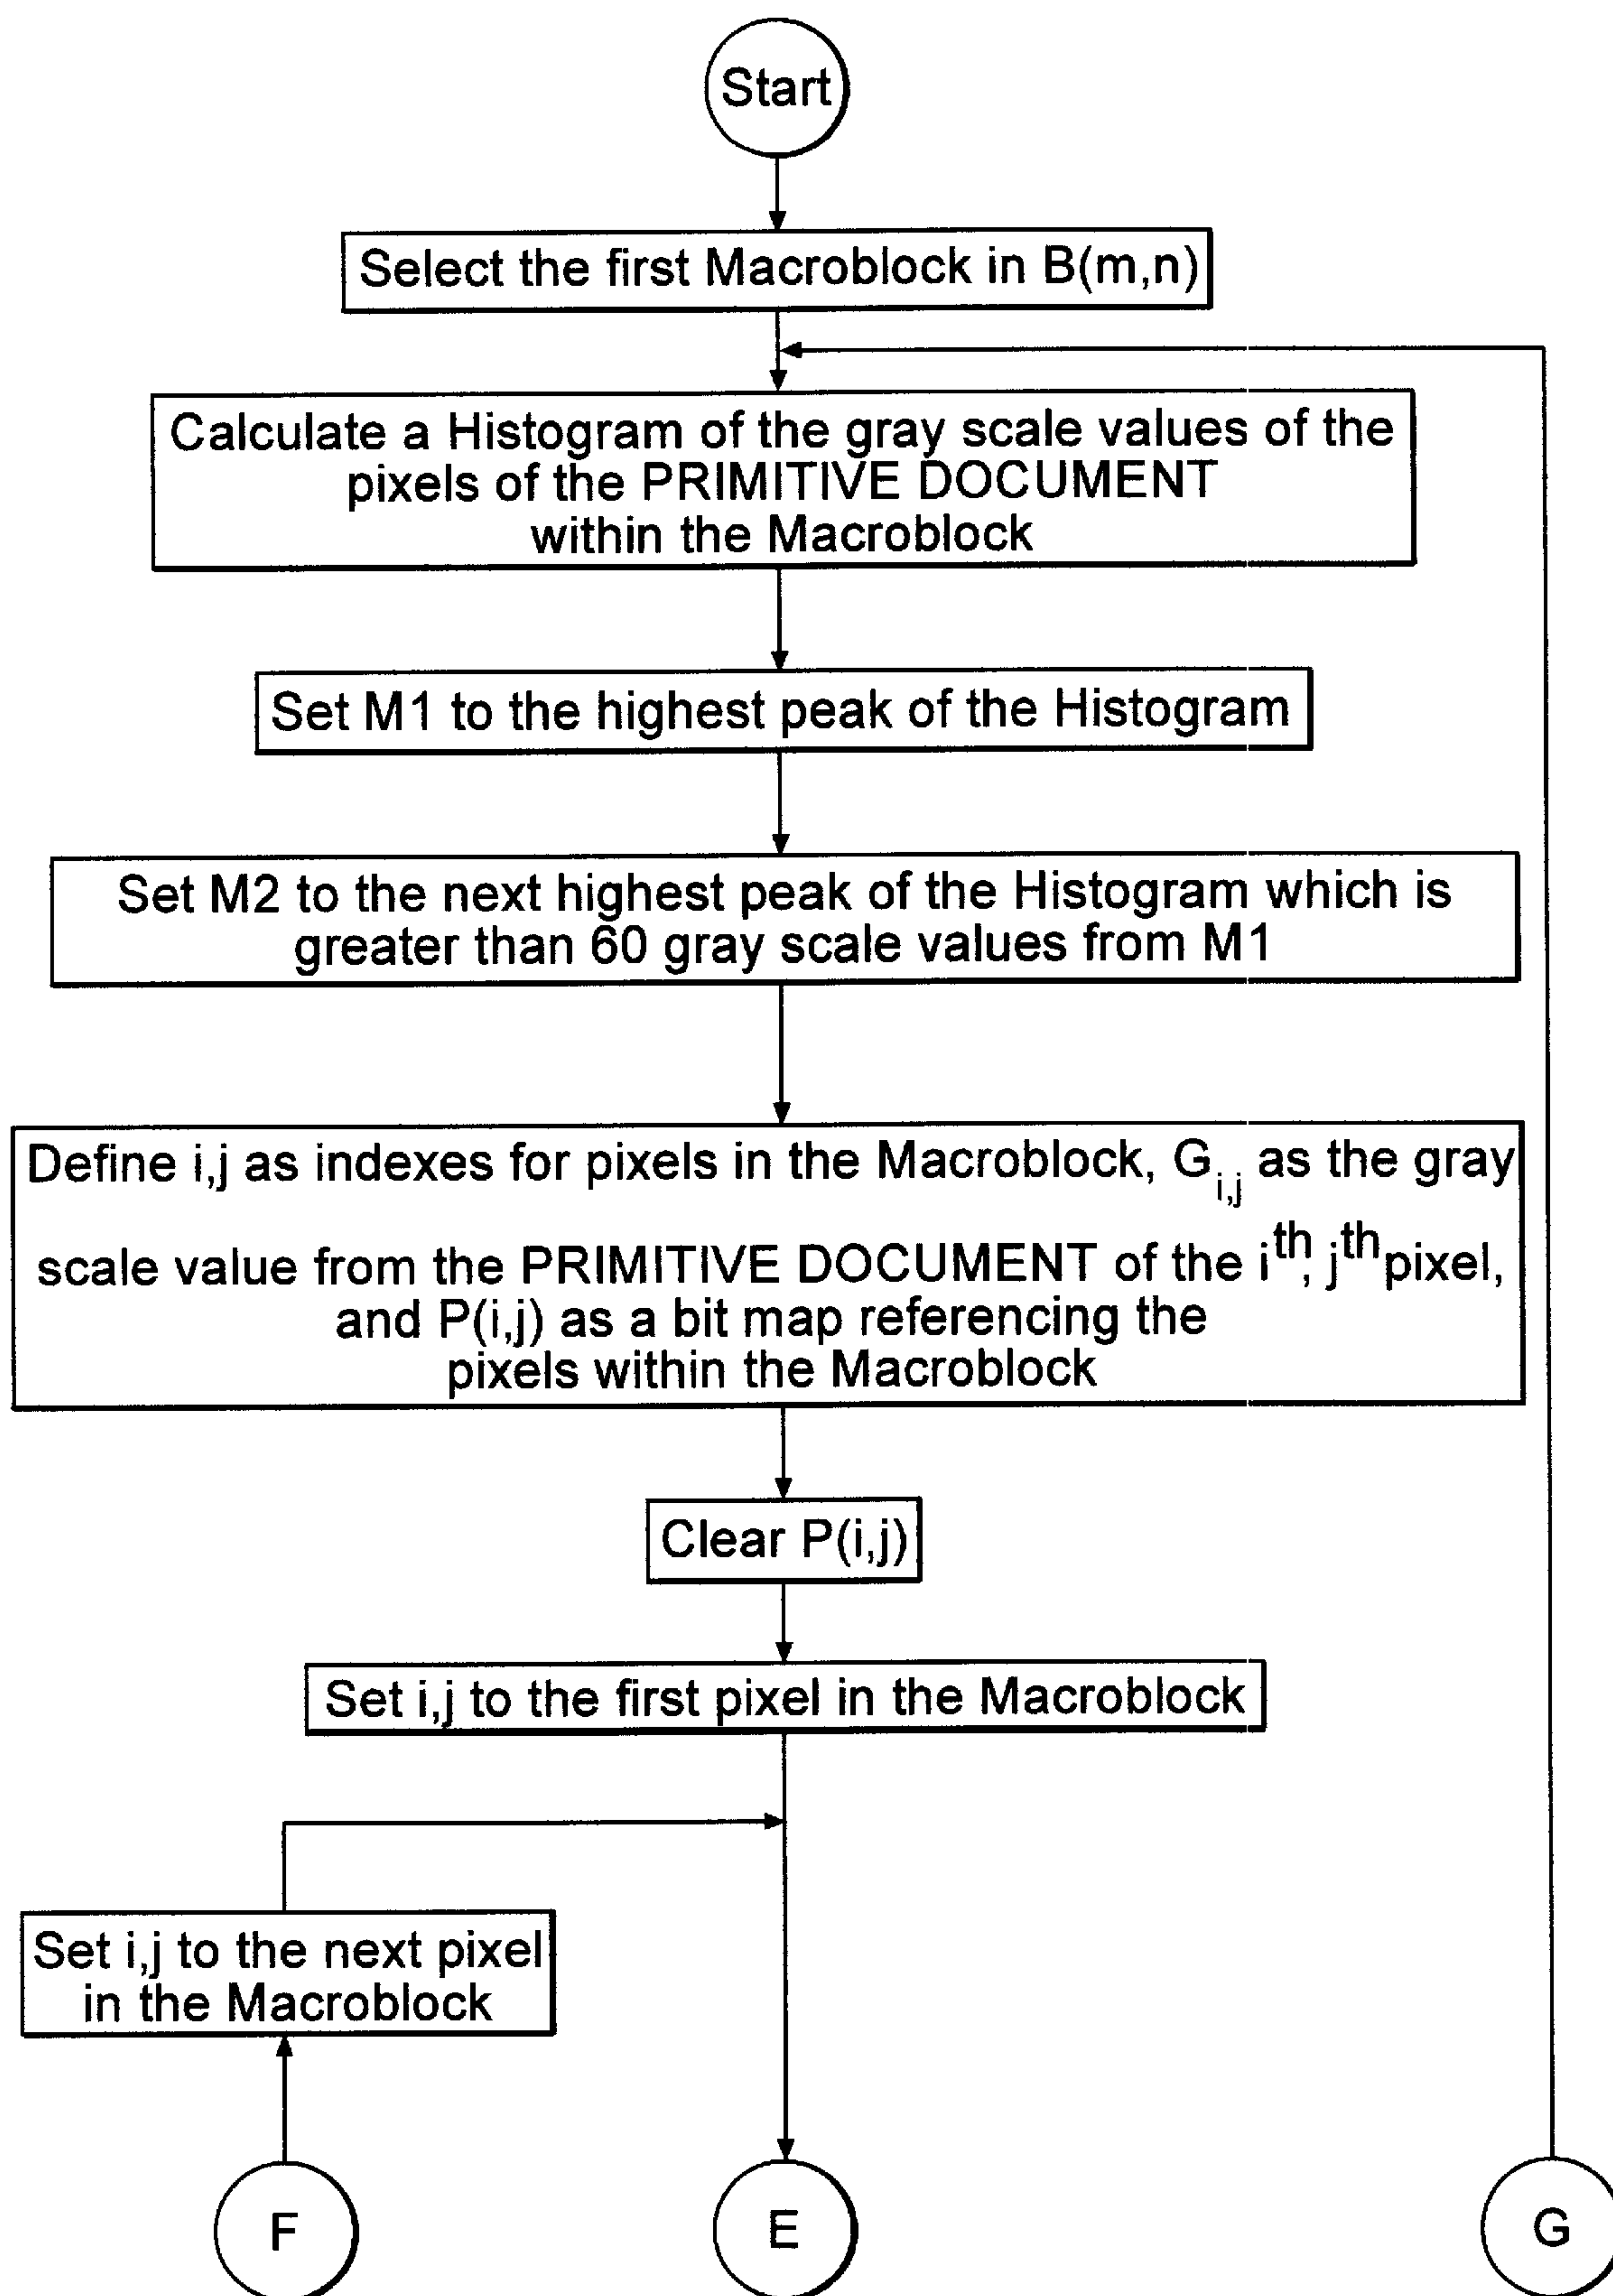 Start
Select the first Macroblock in B(m,n)
Calculate a Histogram of the gray scale values of the
pixels of the PRIMITIVE DOCUMENT
within the Macroblock
Set M1 to the highest peak of the Histogram
Set M2 to the next highest peak of the Histogram which is
greater than 60 gray scale values from M1
Define i,j as indexes for pixels in the Macroblock, G_{i,j} as the gray
scale value from the PRIMITIVE DOCUMENT of the i^{th}, j^{th} pixel,
and P(i,j) as a bit map referencing the
pixels within the Macroblock
Clear P(i,j)
Set i,j to the first pixel in the Macroblock
Set i,j to the next pixel
in the Macroblock
F
E
G